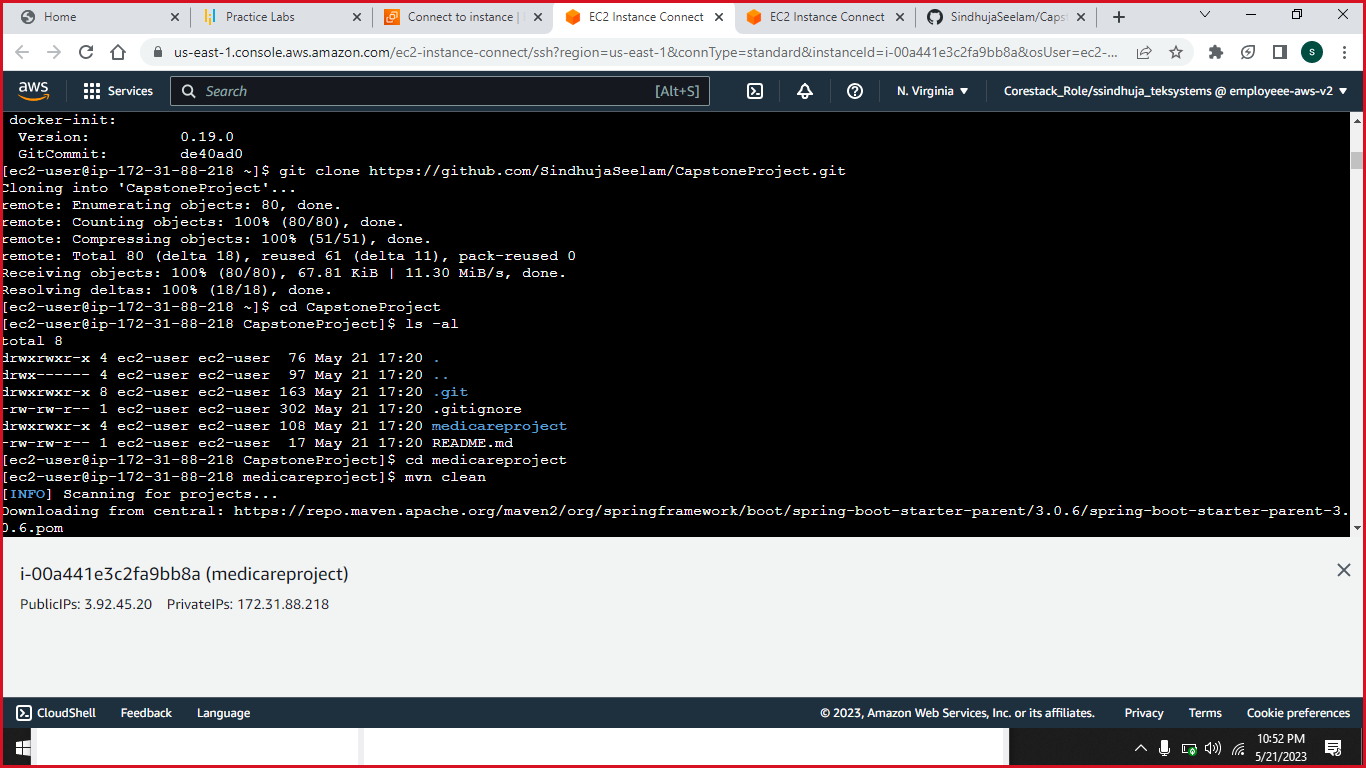 Home
Practice Labs
Connect to instance |
EC2 Instance Connect
EC2 Instance Connect
SindhujaSeelam/Caps
us-east-1.console.aws.amazon.com/ec2-instance-connect/ssh?region=us-east-1&connType=standard&instanceId=i-00a441e3c2fa9bb8a&osUser=ec2-...
S
aws
Services
Search
[Alt+S]
N. Virginia
Corestack_Role/ssindhuja_teksystems @ employeee-aws-v2
docker-init:
Version: 0.19.0
GitCommit: de40ad0
[ec2-user@ip-172-31-88-218 ~]$ git clone https://github.com/SindhujaSeelam/CapstoneProject.git
Cloning into 'CapstoneProject'...
remote: Enumerating objects: 80, done.
remote: Counting objects: 100% (80/80), done.
remote: Compressing objects: 100% (51/51), done.
remote: Total 80 (delta 18), reused 61 (delta 11), pack-reused 0
Receiving objects: 100% (80/80), 67.81 KiB | 11.30 MiB/s, done.
Resolving deltas: 100% (18/18), done.
[ec2-user@ip-172-31-88-218 ~]$ cd CapstoneProject
[ec2-user@ip-172-31-88-218 CapstoneProject]$ ls -al
total 8
drwxrwxr-x 4 ec2-user ec2-user  76 May 21 17:20 .
drwx------ 4 ec2-user ec2-user  97 May 21 17:20 ..
drwxrwxr-x 8 ec2-user ec2-user 163 May 21 17:20 .git
-rw-rw-r-- 1 ec2-user ec2-user 302 May 21 17:20 .gitignore
drwxrwxr-x 4 ec2-user ec2-user 108 May 21 17:20 medicareproject
-rw-rw-r-- 1 ec2-user ec2-user  17 May 21 17:20 README.md
[ec2-user@ip-172-31-88-218 CapstoneProject]$ cd medicareproject
[ec2-user@ip-172-31-88-218 medicareproject]$ mvn clean
[INFO] Scanning for projects...
Downloading from central: https://repo.maven.apache.org/maven2/org/springframework/boot/spring-boot-starter-parent/3.0.6/spring-boot-starter-parent-3.
0.6.pom
i-00a441e3c2fa9bb8a (medicareproject)
PublicIPs: 3.92.45.20 PrivateIPs: 172.31.88.218
CloudShell
Feedback
Language
© 2023, Amazon Web Services, Inc. or its affiliates.
Privacy
Terms
Cookie preferences
10:52 PM
5/21/2023